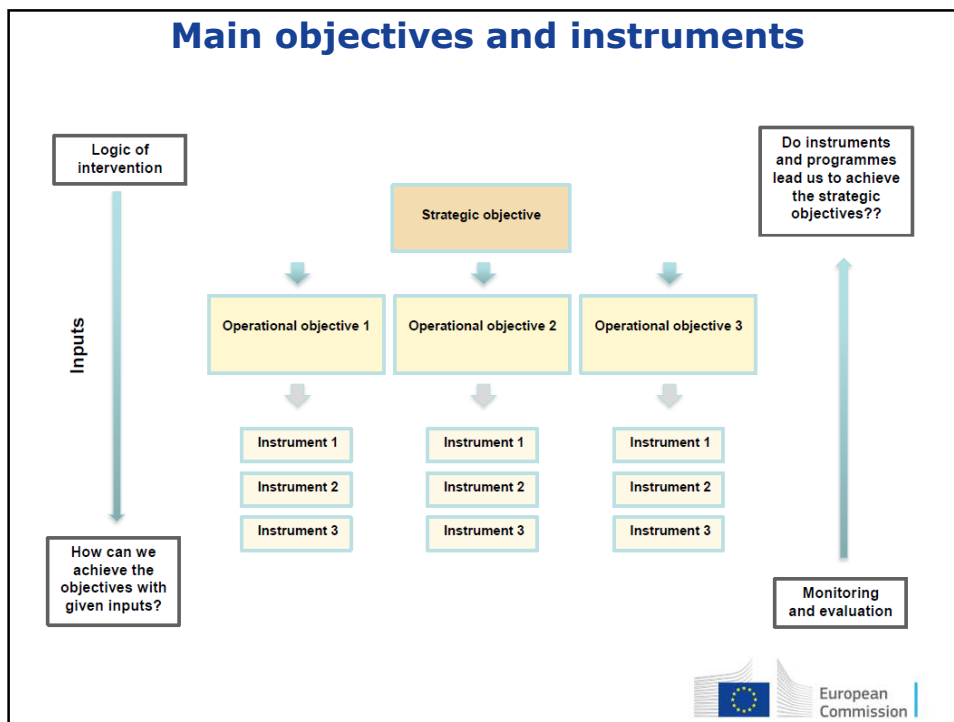 Main objectives and instruments
Logic of
intervention
Do instruments
and programmes
lead us to achieve
the strategic
objectives??
Strategic objective
Inputs
Operational objective 1
Operational objective 2
Operational objective 3
Instrument 1
Instrument 1
Instrument 1
Instrument 2
Instrument 2
Instrument 2
Instrument 3
Instrument 3
Instrument 3
How can we
achieve the
objectives with
given inputs?
Monitoring
and evaluation
European
Commission